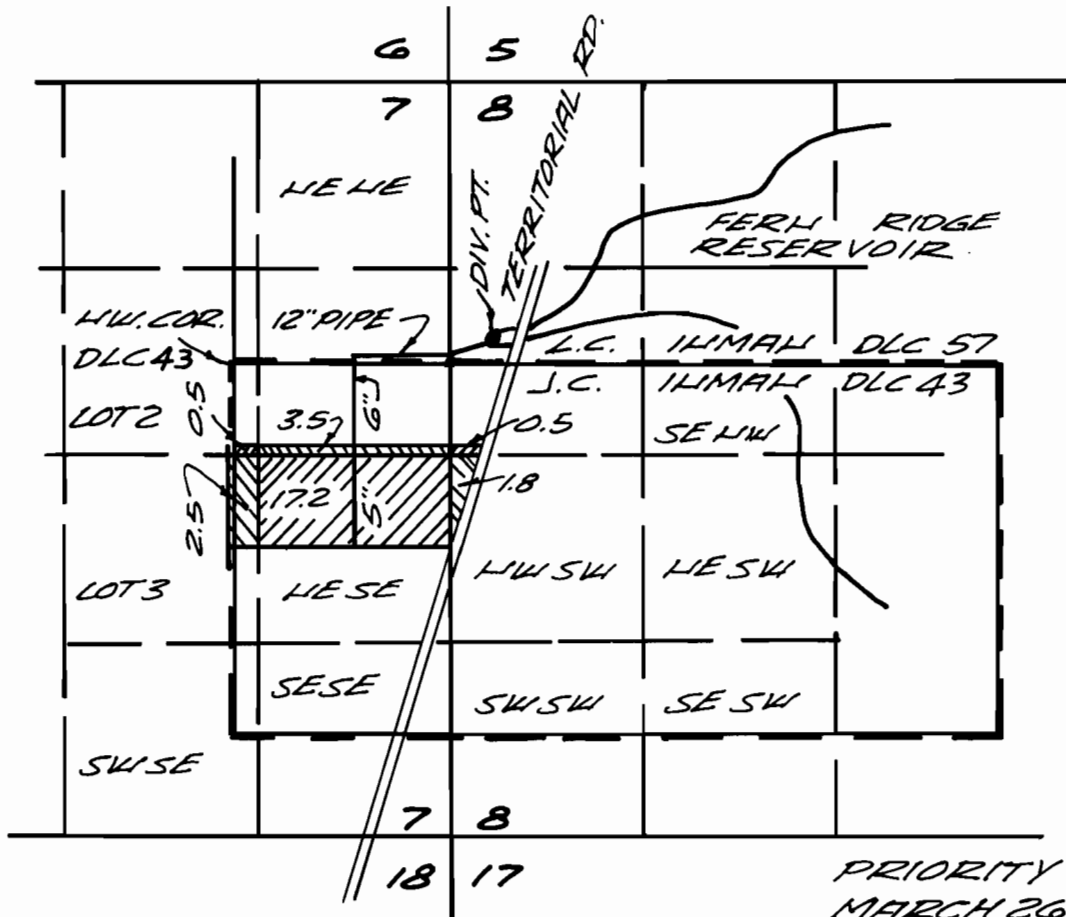 6 5
7 8
TERRITORIAL RD.
DIV. PT.
NE NE
FERN RIDGE
RESERVOIR
NW. COR.
DLC 43
12" PIPE
L.C. INMAN DLC 57
J.C. INMAN DLC 43
LOT 2
0.5
3.5
6"
0.5
SE NW
2.5
17.2
5"
1.8
LOT 3
NE SE
NW SW
NE SW
SE SE
SW SW
SE SW
SW SE
7 8
18 17
PRIORITY
MARCH 26